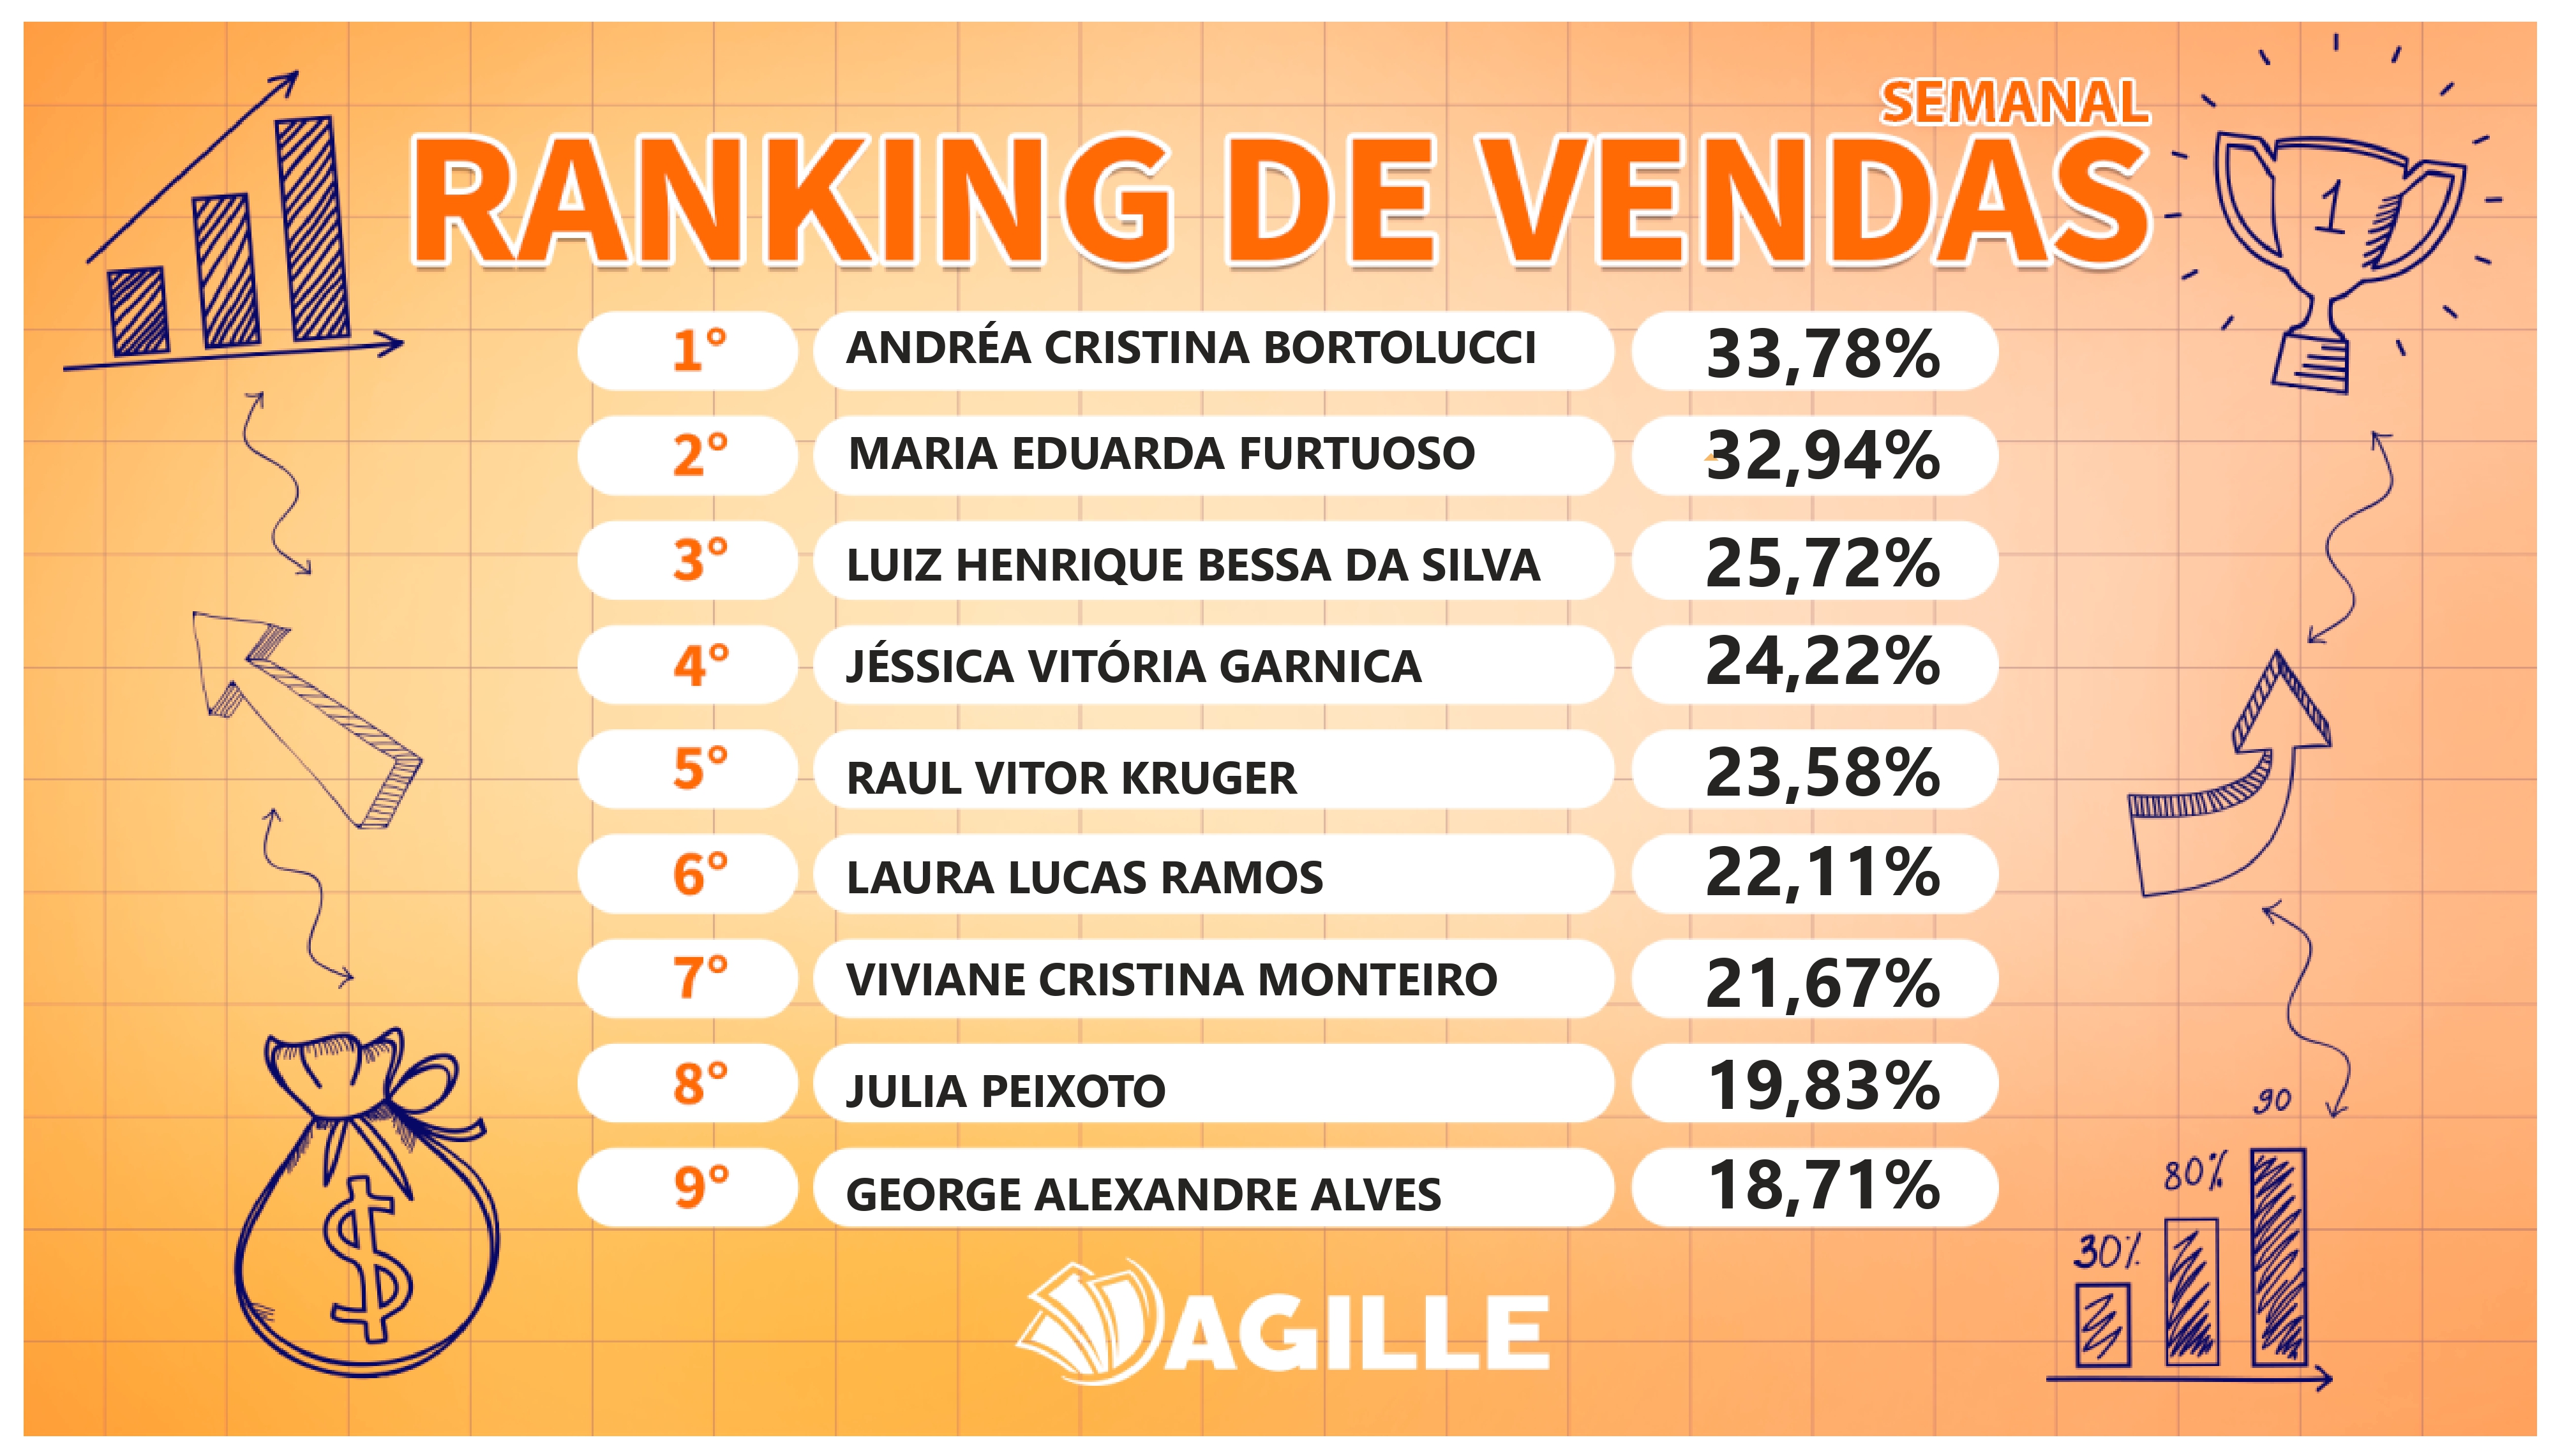 SEMANAL
RANKING DE VENDAS
1
1° ANDRÉA CRISTINA BORTOLUCCI 33,78%
2° MARIA EDUARDA FURTUOSO 32,94%
3° LUIZ HENRIQUE BESSA DA SILVA 25,72%
4° JÉSSICA VITÓRIA GARNICA 24,22%
5° RAUL VITOR KRUGER 23,58%
6° LAURA LUCAS RAMOS 22,11%
7° VIVIANE CRISTINA MONTEIRO 21,67%
8° JULIA PEIXOTO 19,83%
9° GEORGE ALEXANDRE ALVES 18,71%
$
90
80%
30%
AGILLE